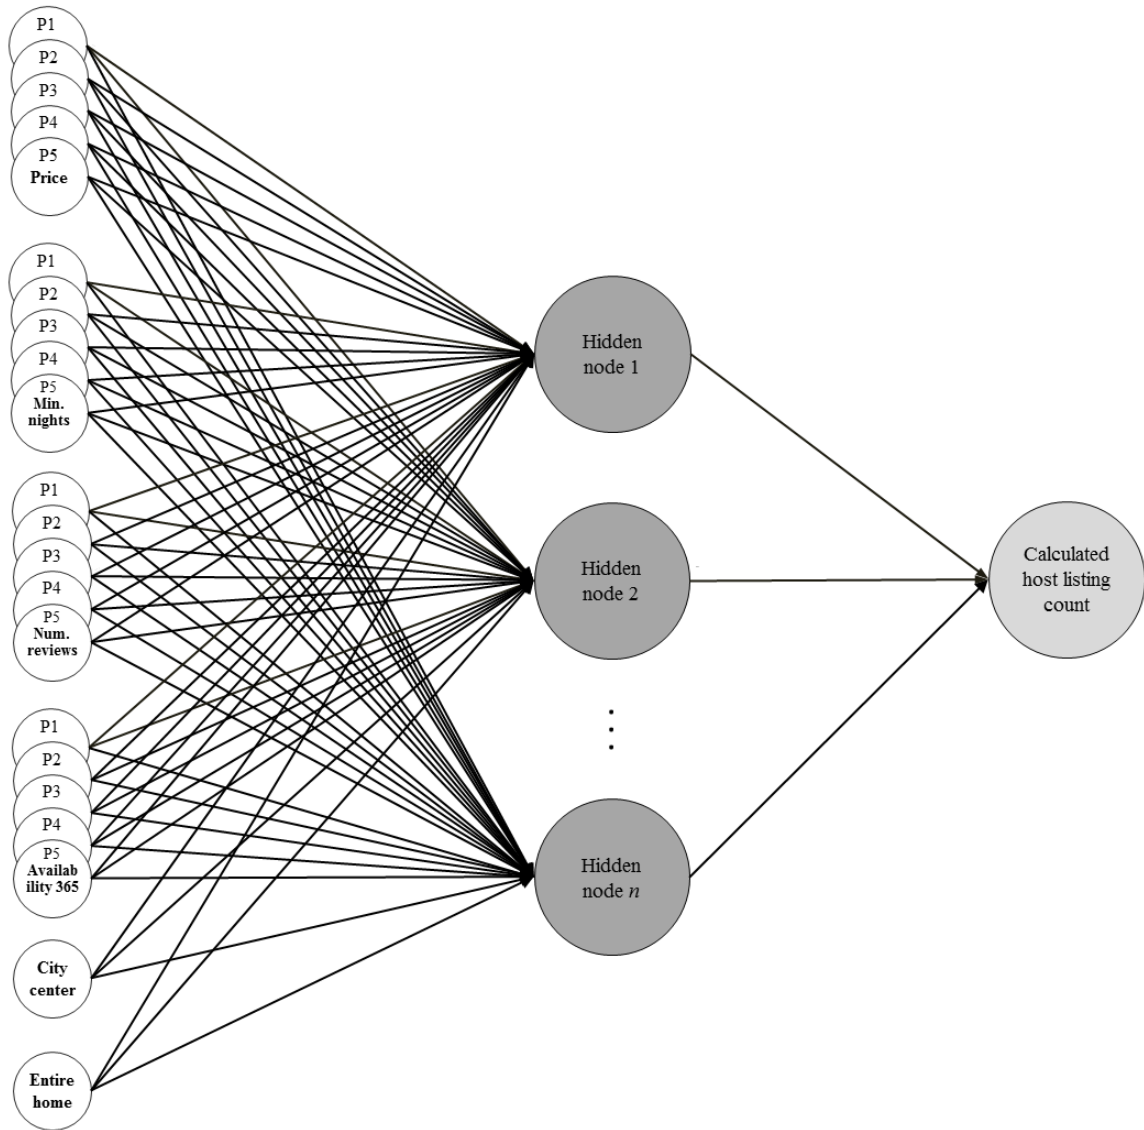 P1
P2
P3
P4
P5
Price
P1
P2
P3
P4
P5
Min.
nights
P1
P2
P3
P4
P5
Num.
reviews
P1
P2
P3
P4
P5
Availab
ility 365
City
center
Entire
home
Hidden
node 1
Hidden
node 2
Hidden
node n
Calculated
host listing
count